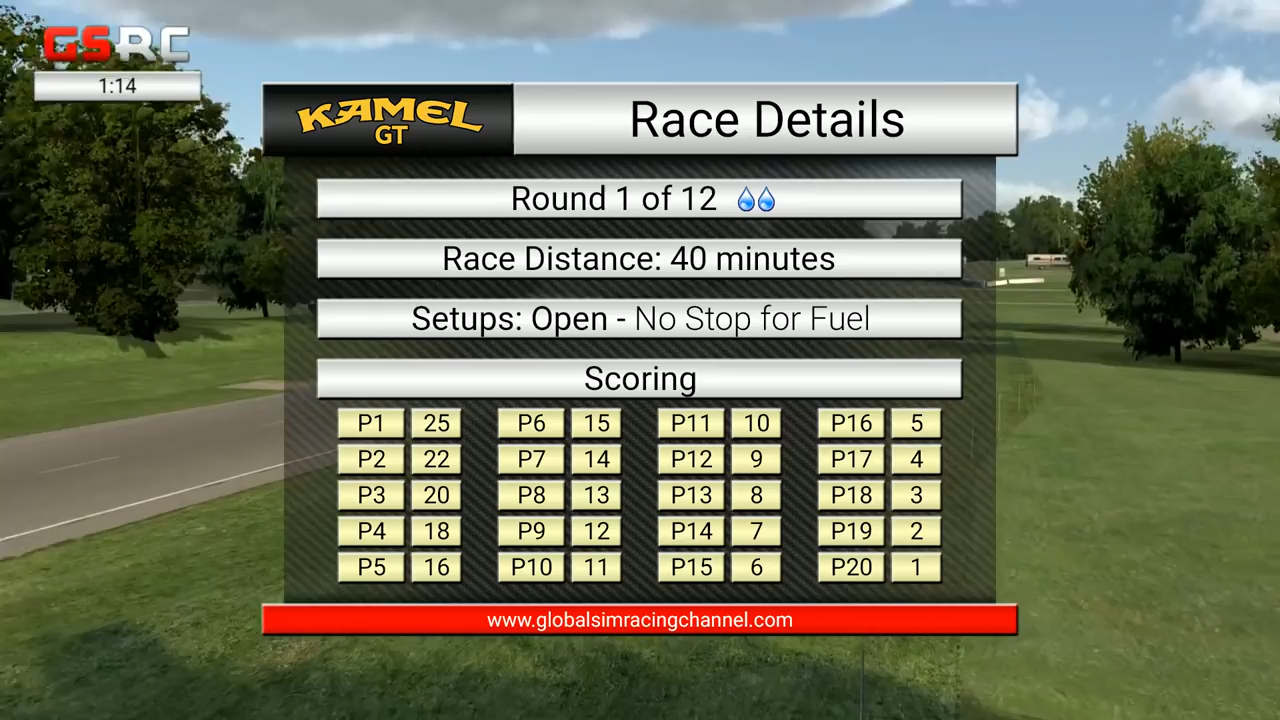 GSRC
1:14
KAMEL GT
Race Details
Round 1 of 12
Race Distance: 40 minutes
Setups: Open - No Stop for Fuel
Scoring
P1 25 P6 15 P11 10 P16 5
P2 22 P7 14 P12 9 P17 4
P3 20 P8 13 P13 8 P18 3
P4 18 P9 12 P14 7 P19 2
P5 16 P10 11 P15 6 P20 1
www.globalsimracingchannel.com